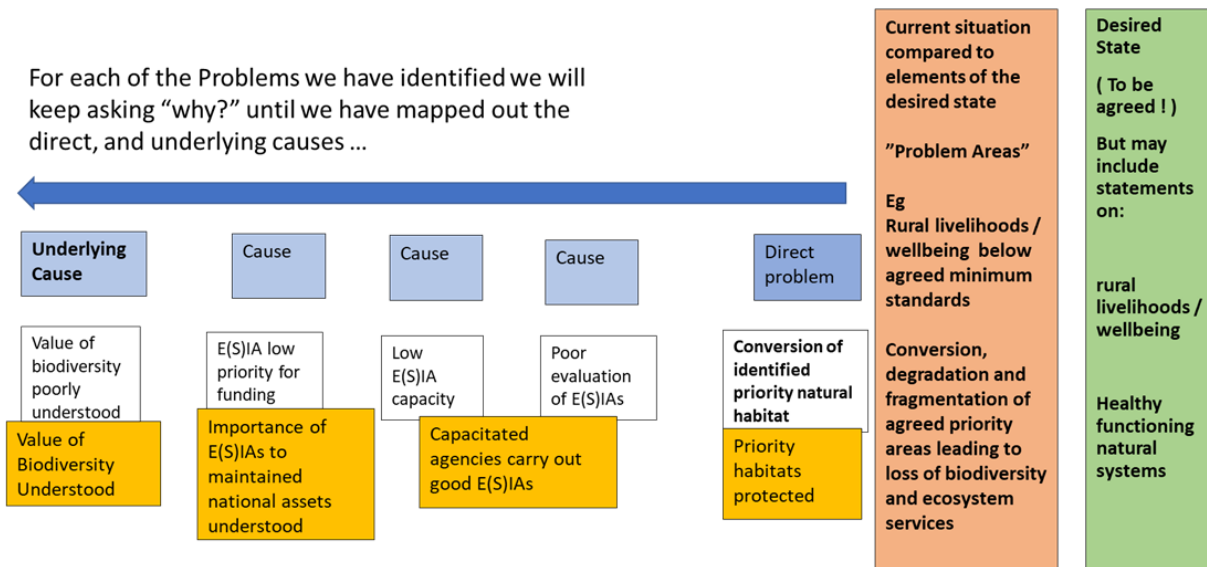 For each of the Problems we have identified we will
keep asking “why?” until we have mapped out the
direct, and underlying causes ...
Underlying
Cause
Cause
Cause
Cause
Direct
problem
Value of
biodiversity
poorly
understood
E(S)IA low
priority for
funding
Low
E(S)IA
capacity
Poor
evaluation
of E(S)IAs
Conversion of
identified
priority natural
habitat
Value of
Biodiversity
Understood
Importance of
E(S)IAs to
maintained
national assets
understood
Capacitated
agencies carry out
good E(S)IAs
Priority
habitats
protected
Current situation
compared to
elements of the
desired state
”Problem Areas”
Eg
Rural livelihoods /
wellbeing below
agreed minimum
standards
Conversion,
degradation and
fragmentation of
agreed priority
areas leading to
loss of biodiversity
and ecosystem
services
Desired
State
( To be
agreed ! )
But may
include
statements
on:
rural
livelihoods /
wellbeing
Healthy
functioning
natural
systems